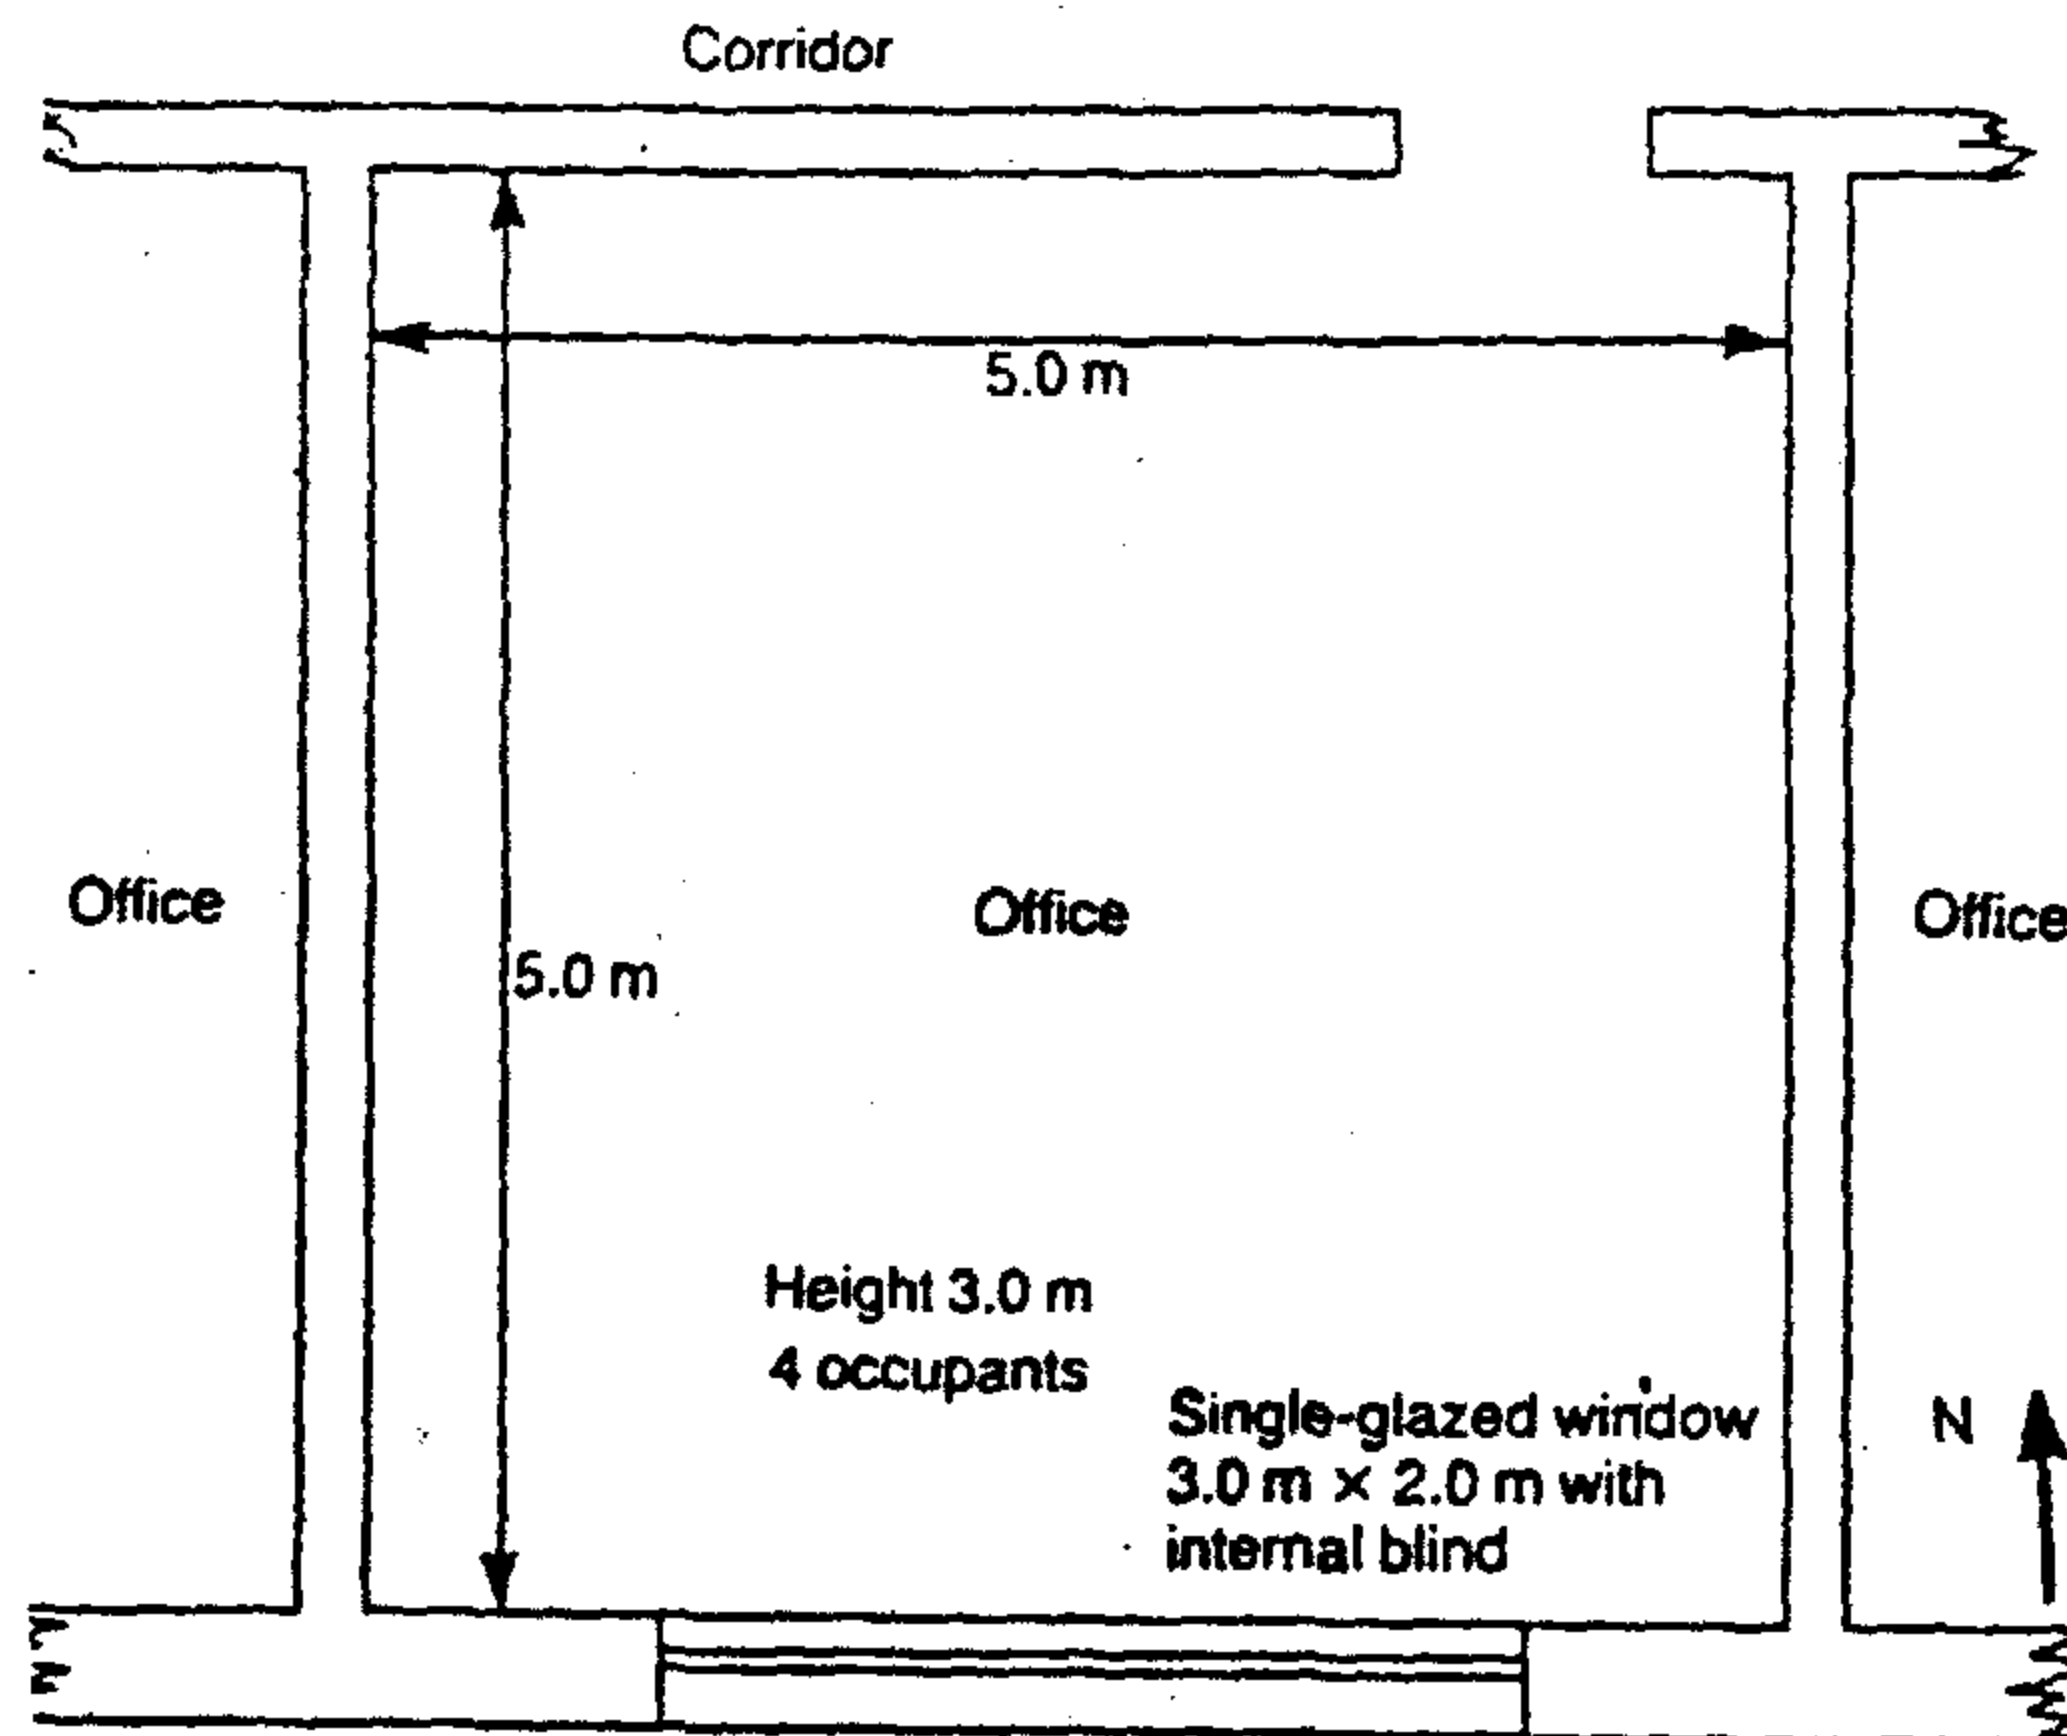 Corridor
5.0 m
Office
Office
Office
5.0 m
Height 3.0 m
4 occupants
Single-glazed window
3.0 m × 2.0 m with
internal blind
N